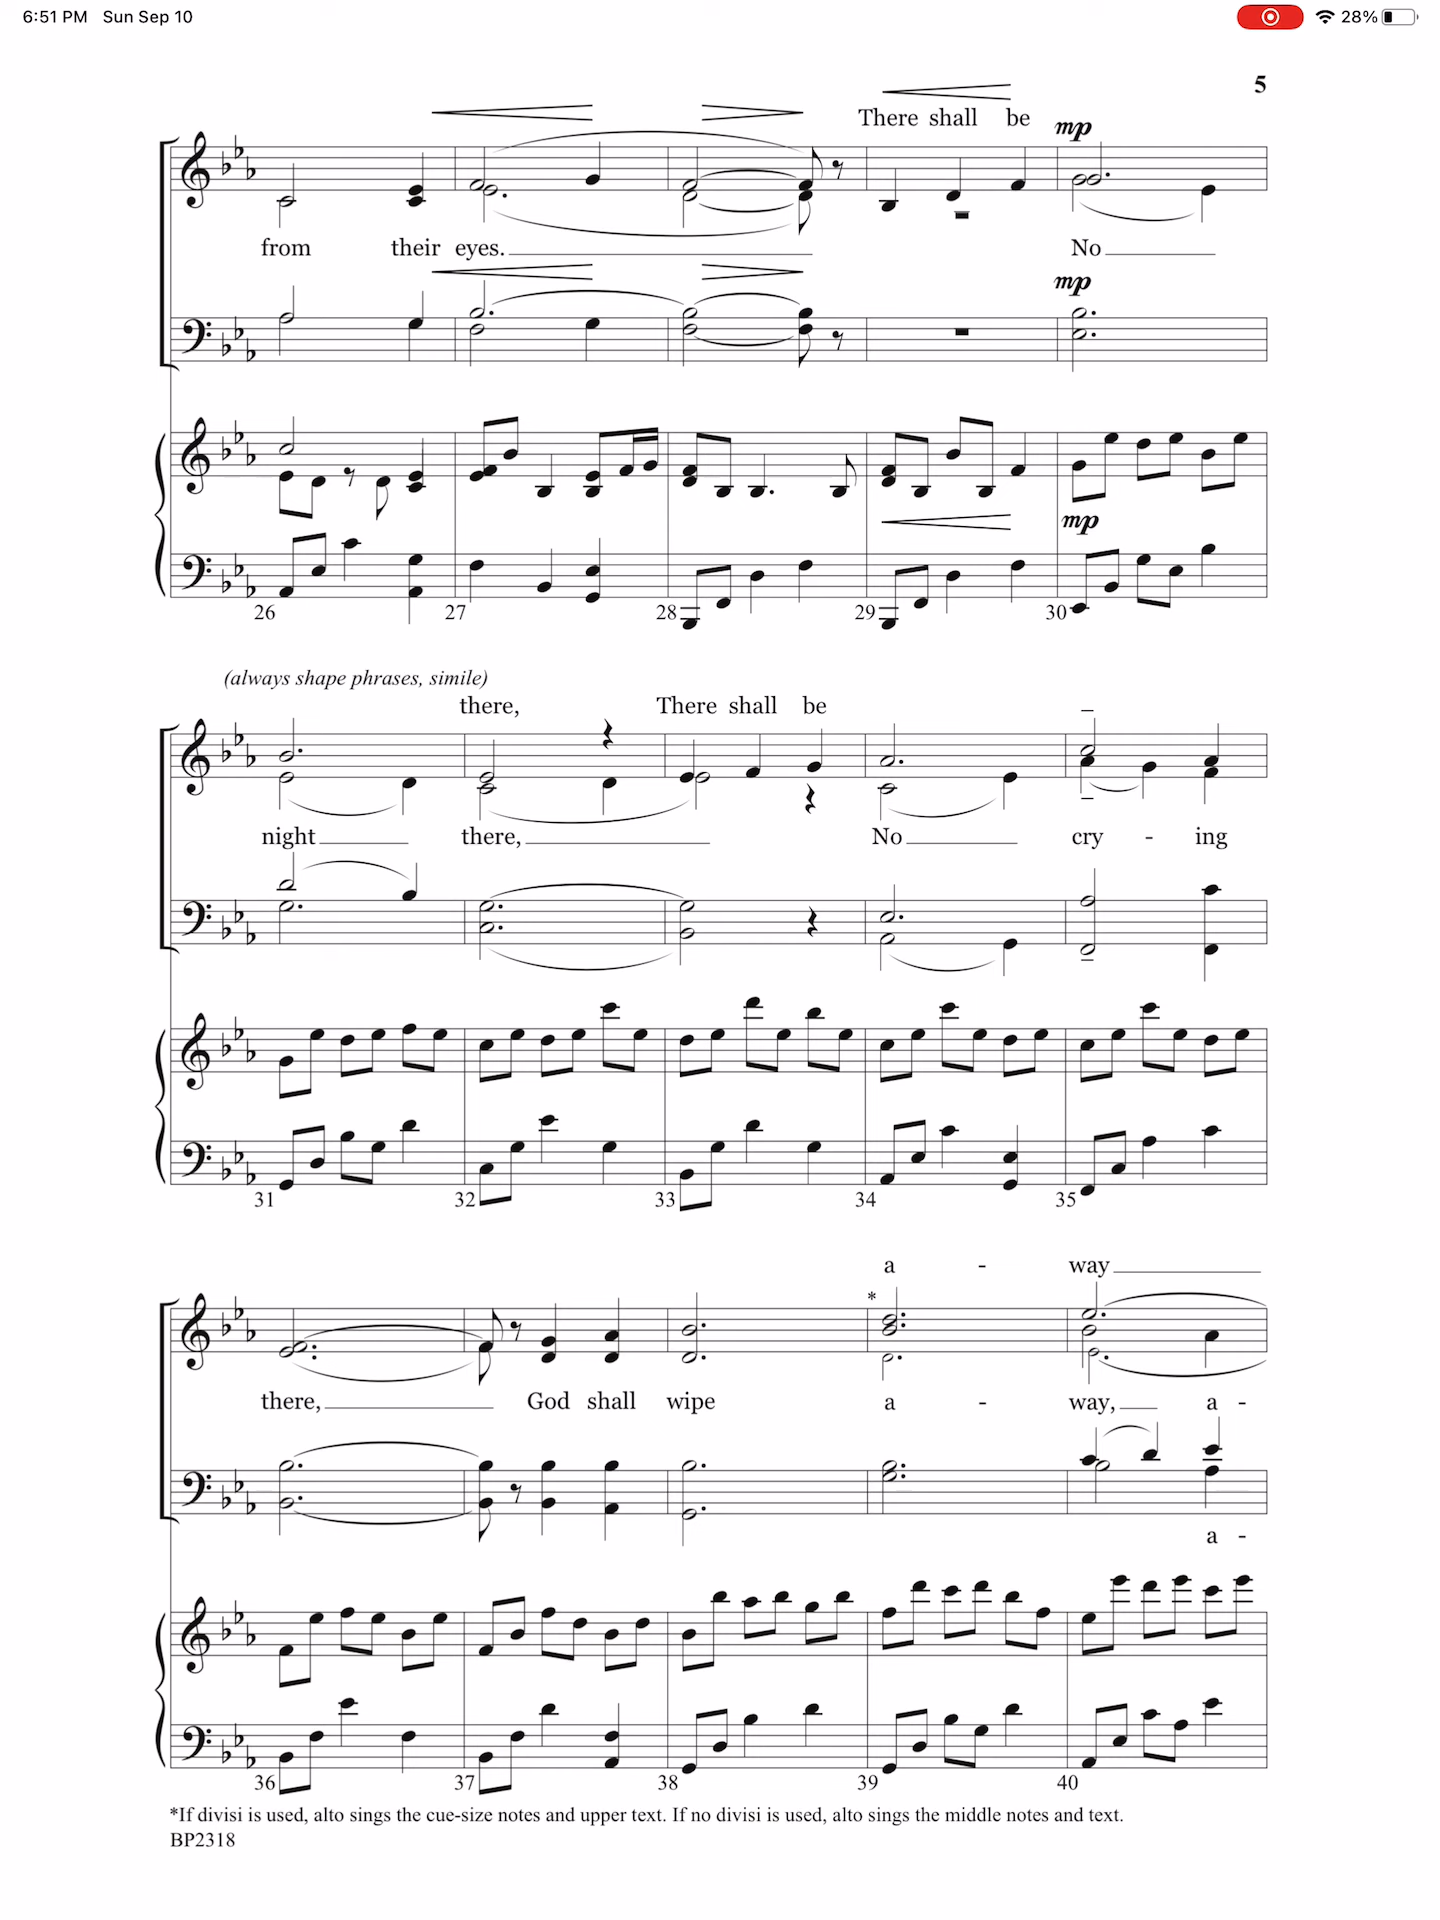 6:51 PM Sun Sep 10
28%
5
There shall be
mp
from their eyes. No
mp
mp
26 27 28 29 30
(always shape phrases, simile)
there, There shall be
night there, No cry - ing
31 32 33 34 35
a - way
*
there, God shall wipe a - way, a -
a -
36 37 38 39 40
*If divisi is used, alto sings the cue-size notes and upper text. If no divisi is used, alto sings the middle notes and text.
BP2318